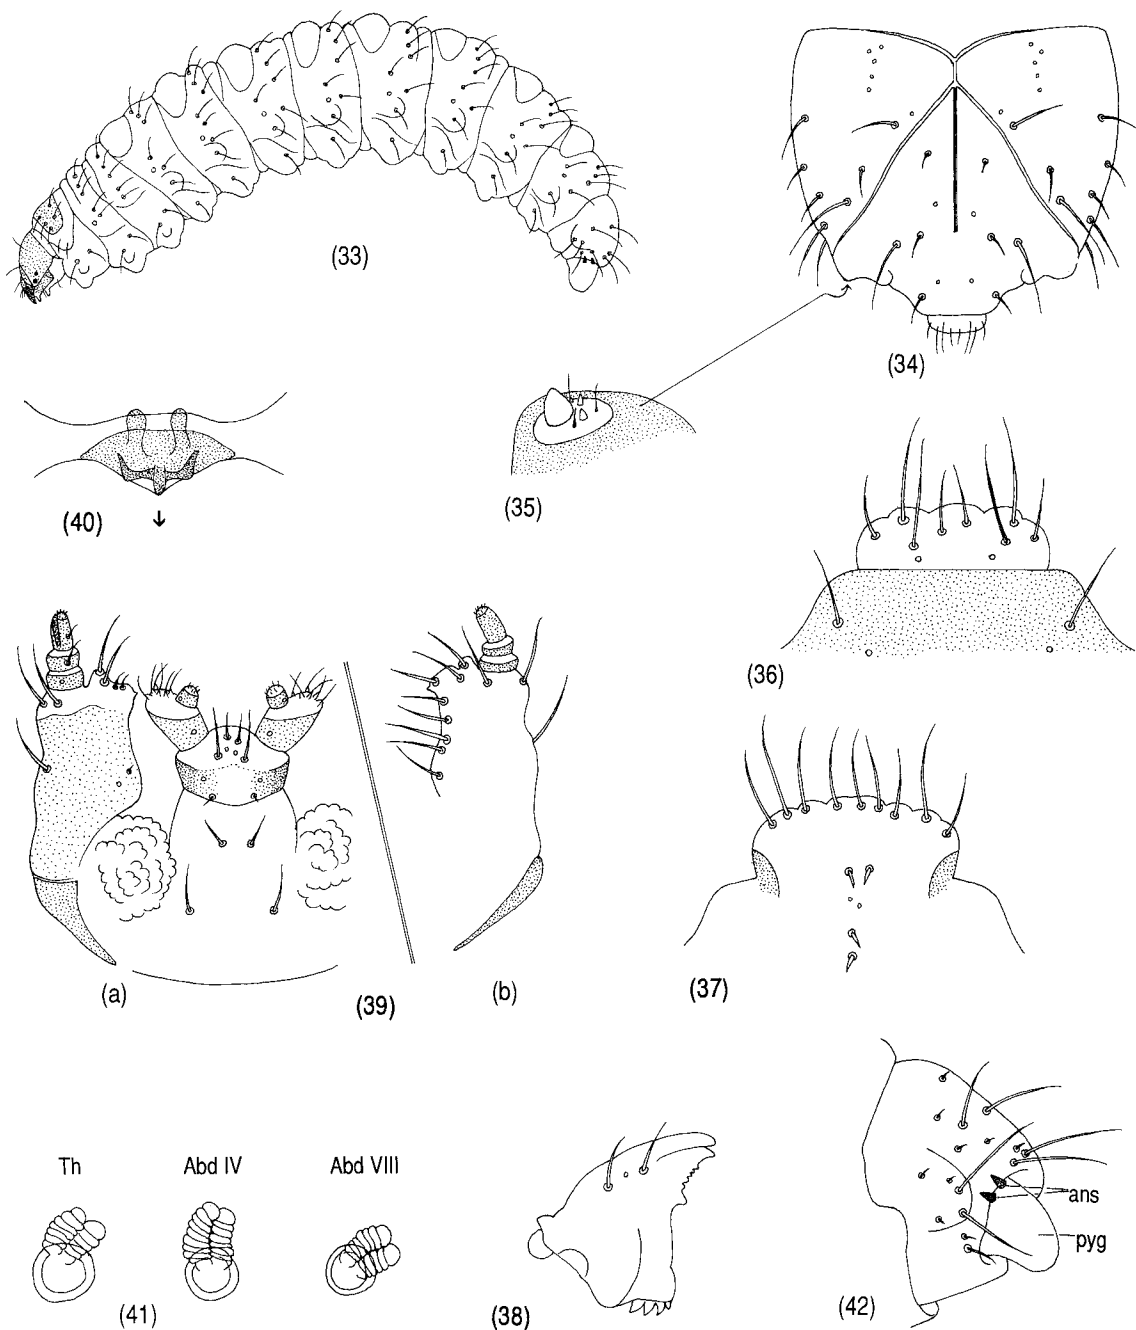 (33)
(34)
(40)
(35)
(36)
(a)
(39)
(b)
(37)
Th
Abd IV
Abd VIII
(41)
(38)
ans
pyg
(42)